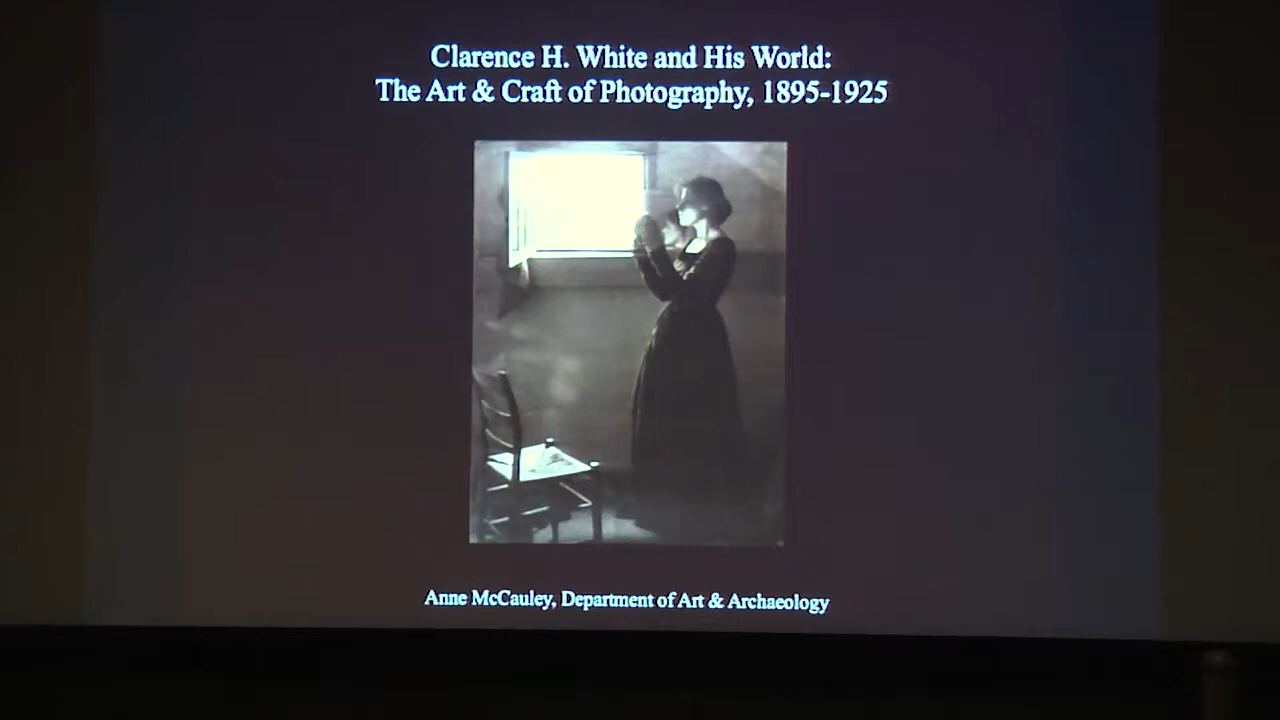 Clarence H. White and His World:
The Art & Craft of Photography, 1895-1925
Anne McCauley, Department of Art & Archaeology